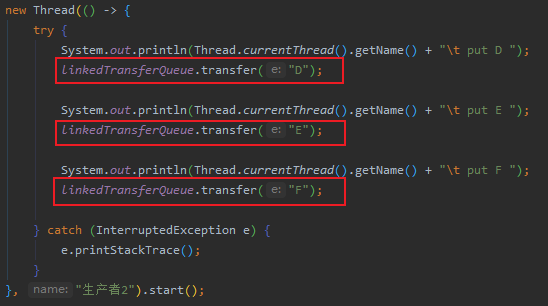 new Thread(() -> {
try {
System.out.println(Thread.currentThread().getName() + "\t put D ");
linkedTransferQueue.transfer( e: "D");
System.out.println(Thread.currentThread().getName() + "\t put E ");
linkedTransferQueue.transfer( e: "E");
System.out.println(Thread.currentThread().getName() + "\t put F ");
linkedTransferQueue.transfer( e: "F");
} catch (InterruptedException e) {
e.printStackTrace();
}
}, name: "生产者2").start();